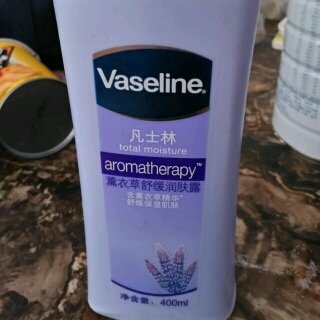 Vaseline®
凡士林
total moisture
aromatherapy™
薰衣草舒缓润肤露
含薰衣草精华
舒缓保湿肌肤
净含量：400ml